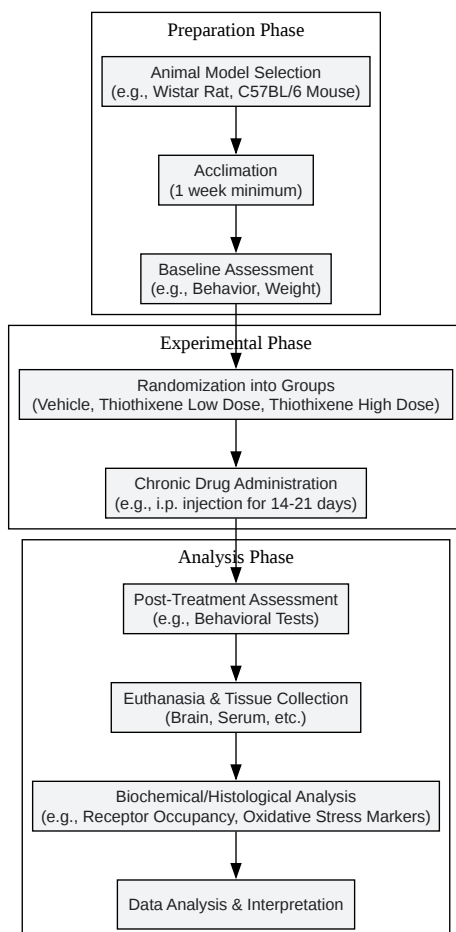 Preparation Phase
Animal Model Selection
(e.g., Wistar Rat, C57BL/6 Mouse)
Acclimation
(1 week minimum)
Baseline Assessment
(e.g., Behavior, Weight)
Experimental Phase
Randomization into Groups
(Vehicle, Thiothixene Low Dose, Thiothixene High Dose)
Chronic Drug Administration
(e.g., i.p. injection for 14-21 days)
Analysis Phase
Post-Treatment Assessment
(e.g., Behavioral Tests)
Euthanasia & Tissue Collection
(Brain, Serum, etc.)
Biochemical/Histological Analysis
(e.g., Receptor Occupancy, Oxidative Stress Markers)
Data Analysis & Interpretation